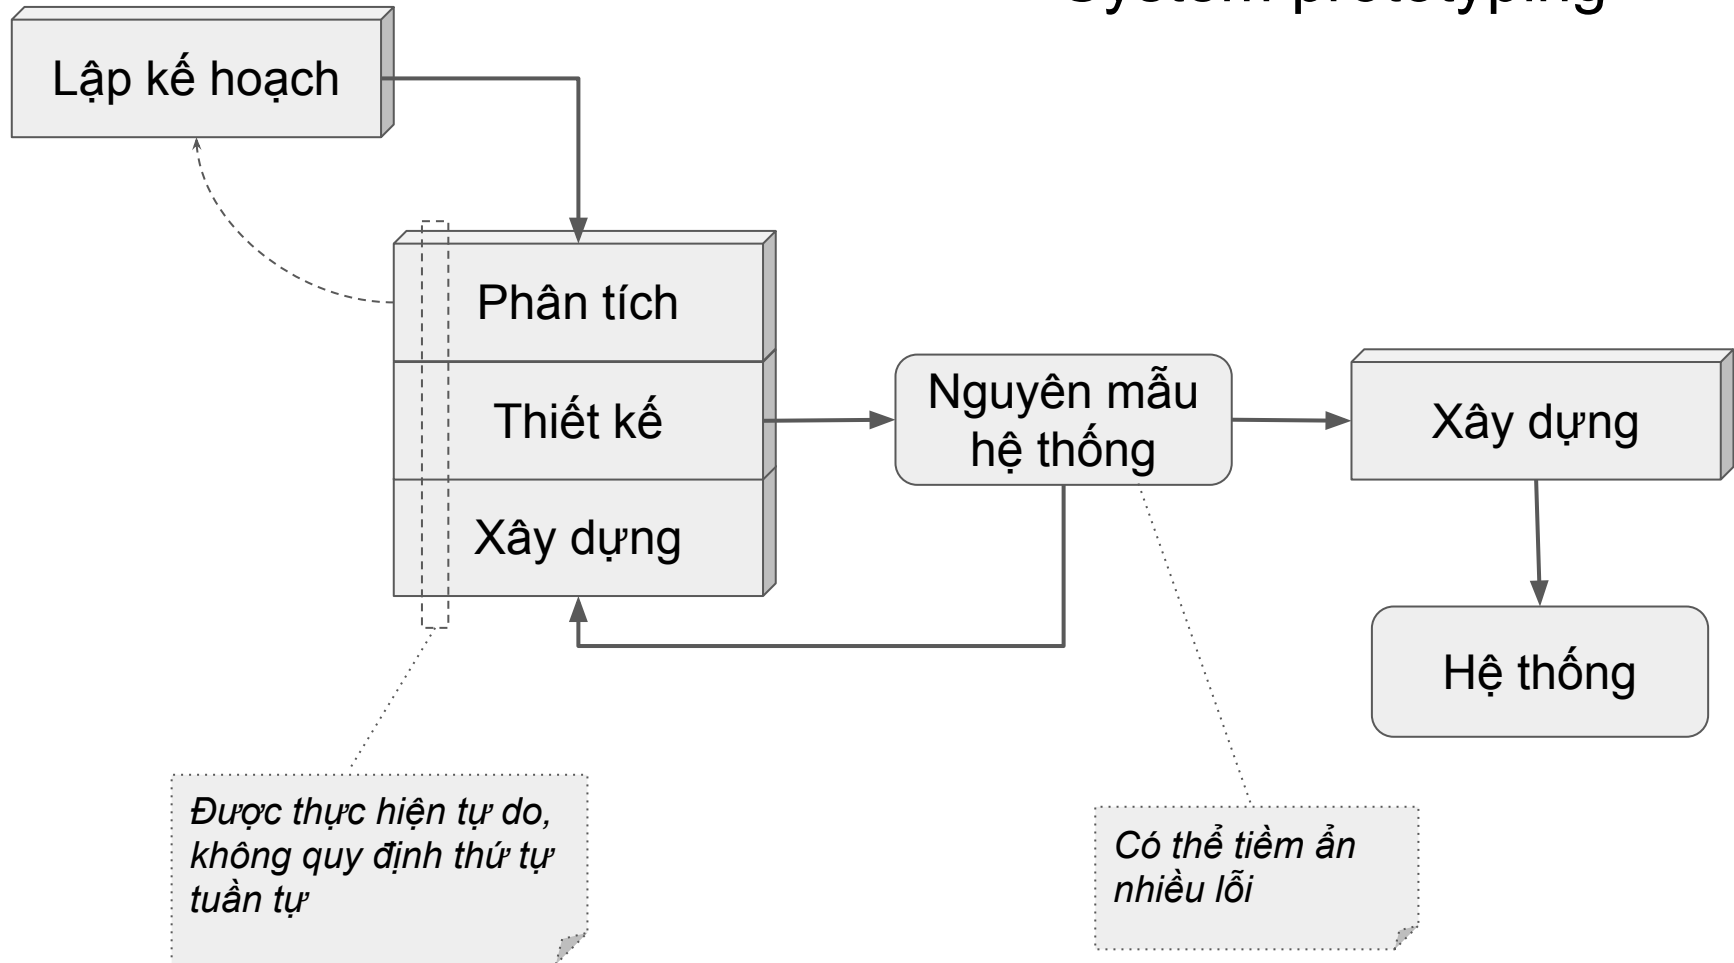 System prototyping
Lập kế hoạch
Phân tích
Thiết kế
Xây dựng
Nguyên mẫu
hệ thống
Xây dựng
Hệ thống
Được thực hiện tự do,
không quy định thứ tự
tuần tự
Có thể tiềm ẩn
nhiều lỗi